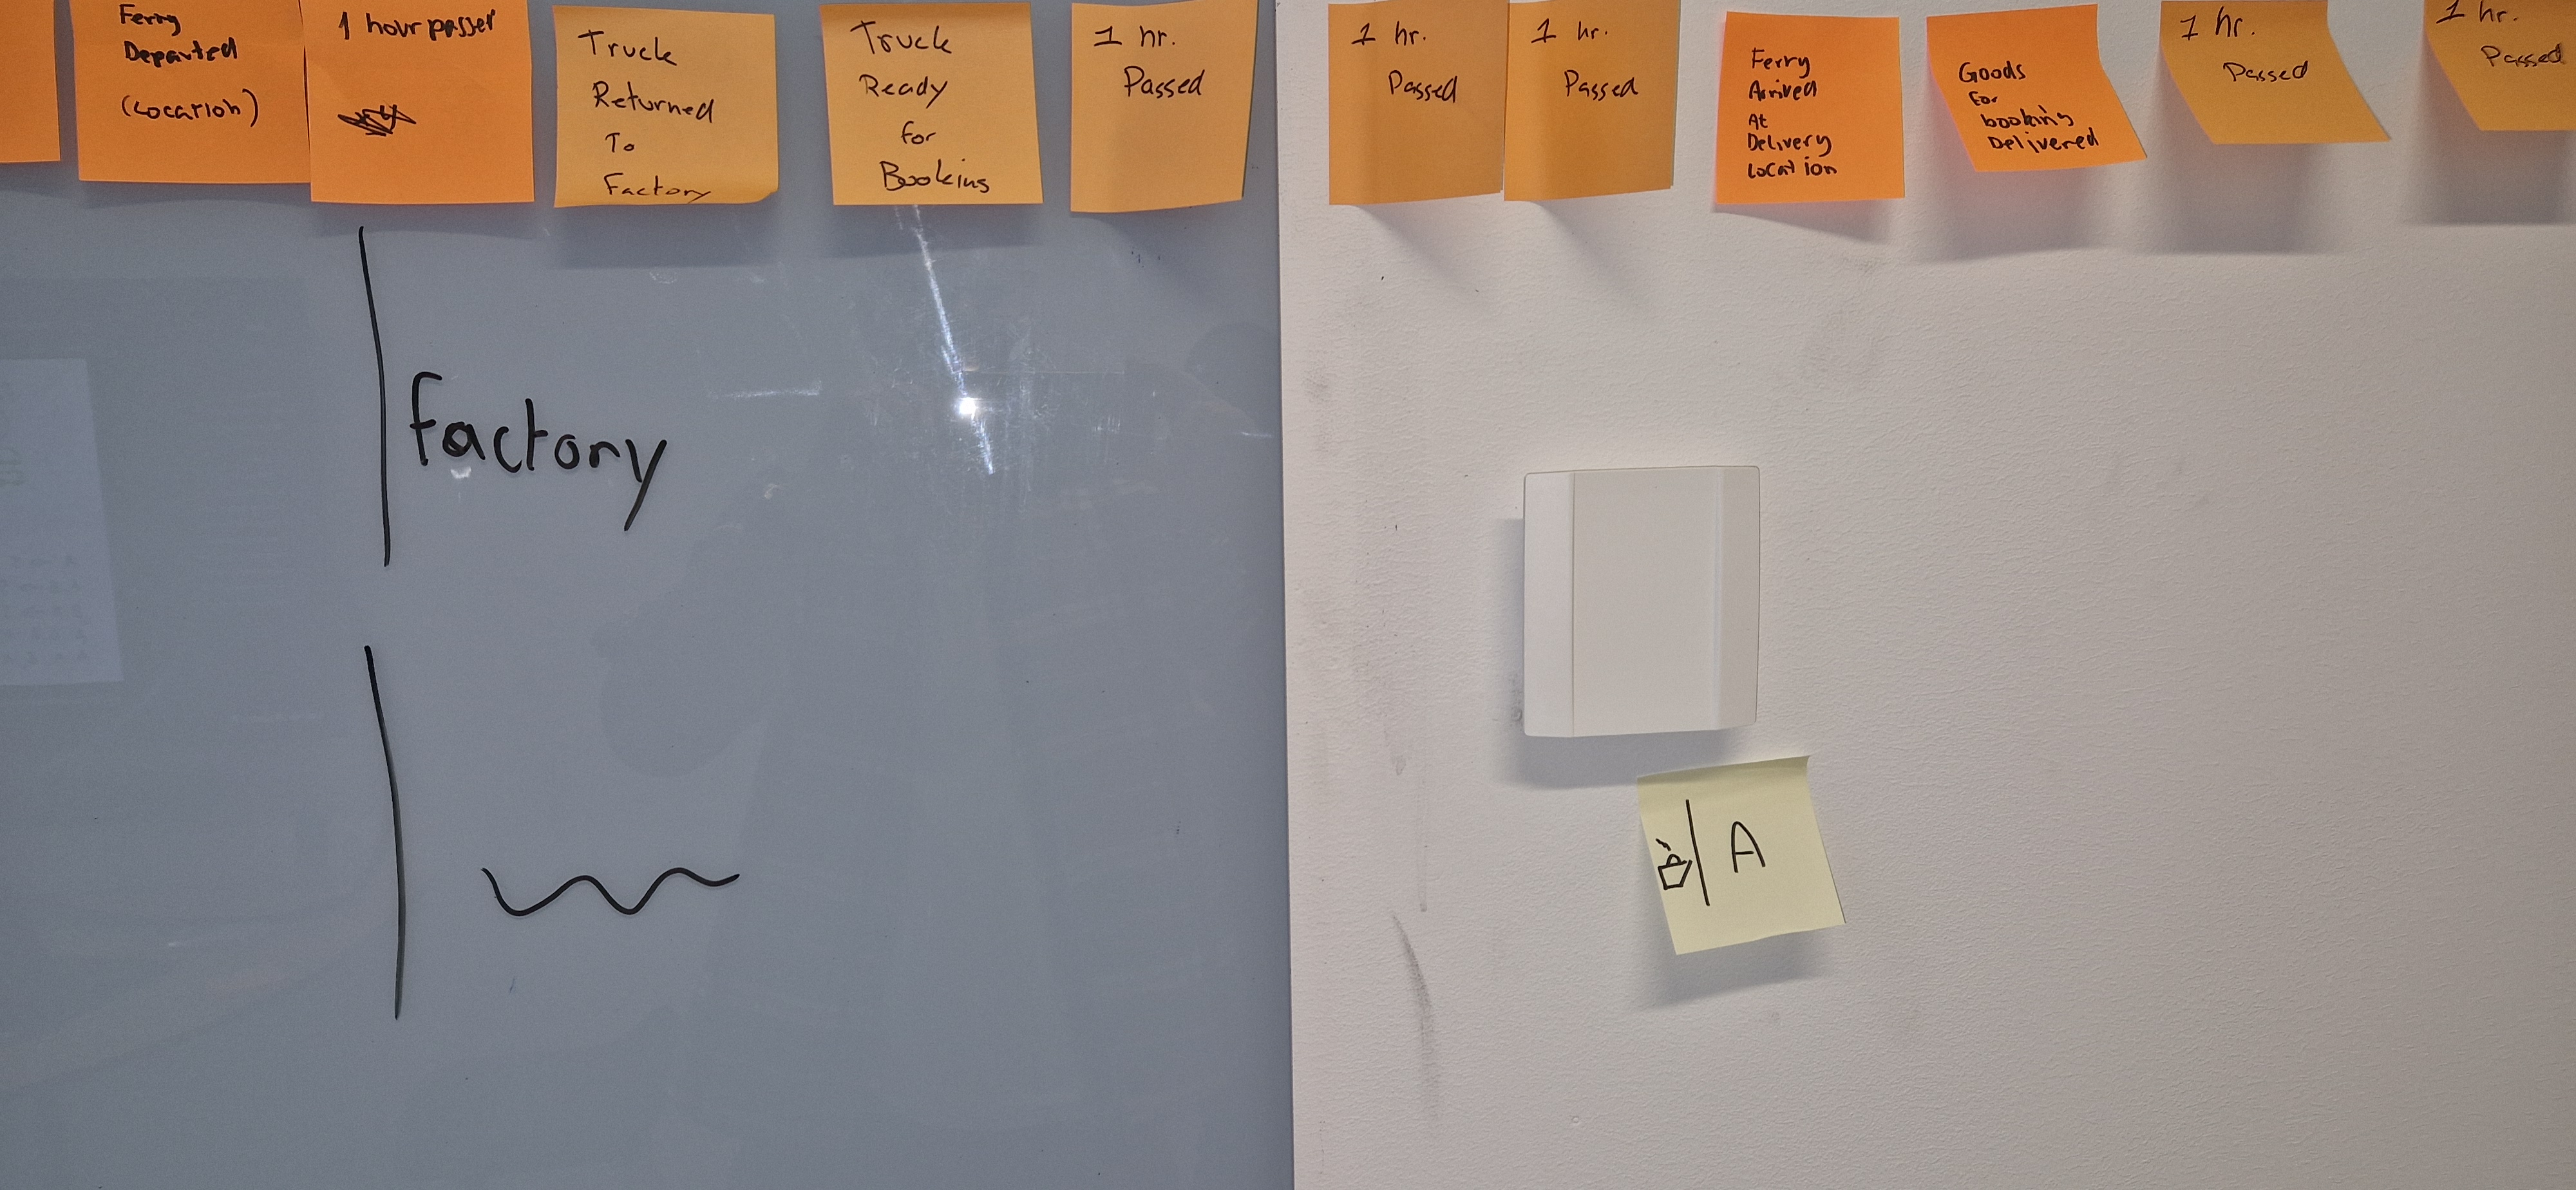 Ferry
Departed
(Location)
1 hour passed
Truck
Returned
To
Factory
Truck
Ready
for
Booking
1 hr.
Passed
1 hr.
Passed
1 hr.
Passed
Ferry
Arrived
At
Delivery
Location
Goods
For
booking
Delivered
1 hr.
Passed
1 hr.
Passed
factory
A